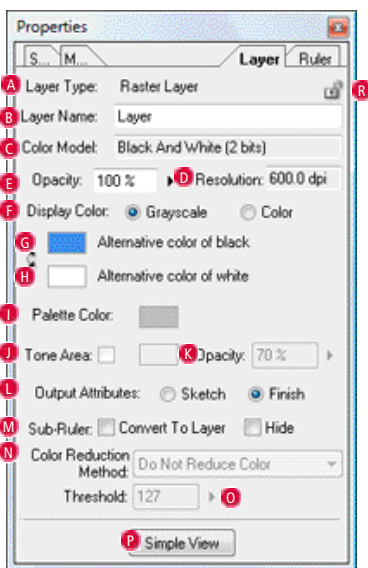 Properties
S... M... Layer Ruler
A Layer Type: Raster Layer R
B Layer Name: Layer
C Color Model: Black And White (2 bits)
E Opacity: 100 % D Resolution: 600.0 dpi
F Display Color: Grayscale Color
G Alternative color of black
H Alternative color of white
I Palette Color:
J Tone Area: K Opacity: 70 %
L Output Attributes: Sketch Finish
M Sub-Ruler: Convert To Layer Hide
N Color Reduction
Method: Do Not Reduce Color
Threshold: 127 O
P Simple View